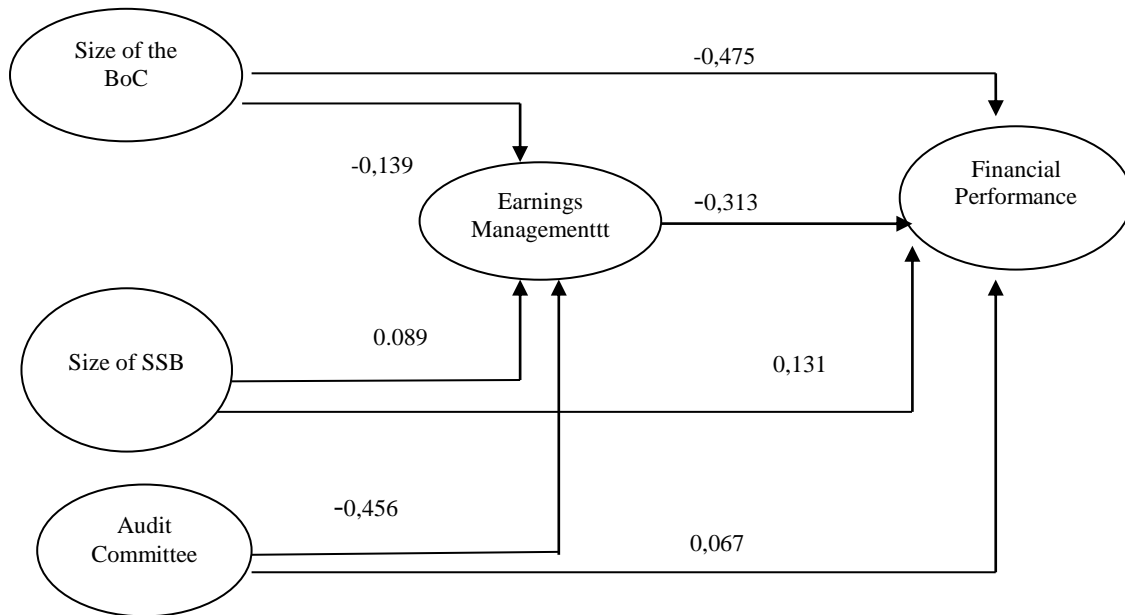 Size of the
BoC
-0,475
-0,139
Earnings
Managementtt
-0,313
Financial
Performance
Size of SSB
0.089
0,131
Audit
Committee
-0,456
0,067